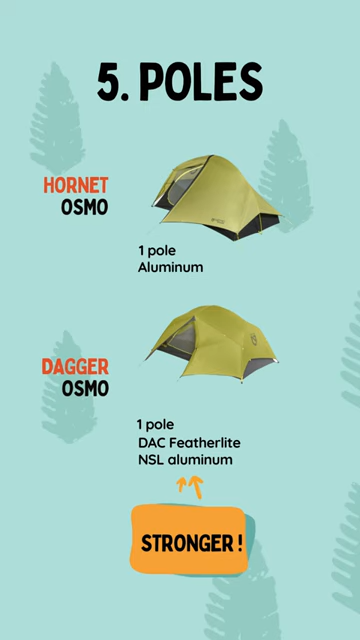 5. POLES
HORNET
OSMO
1 pole
Aluminum
DAGGER
OSMO
1 pole
DAC Featherlite
NSL aluminum
STRONGER !